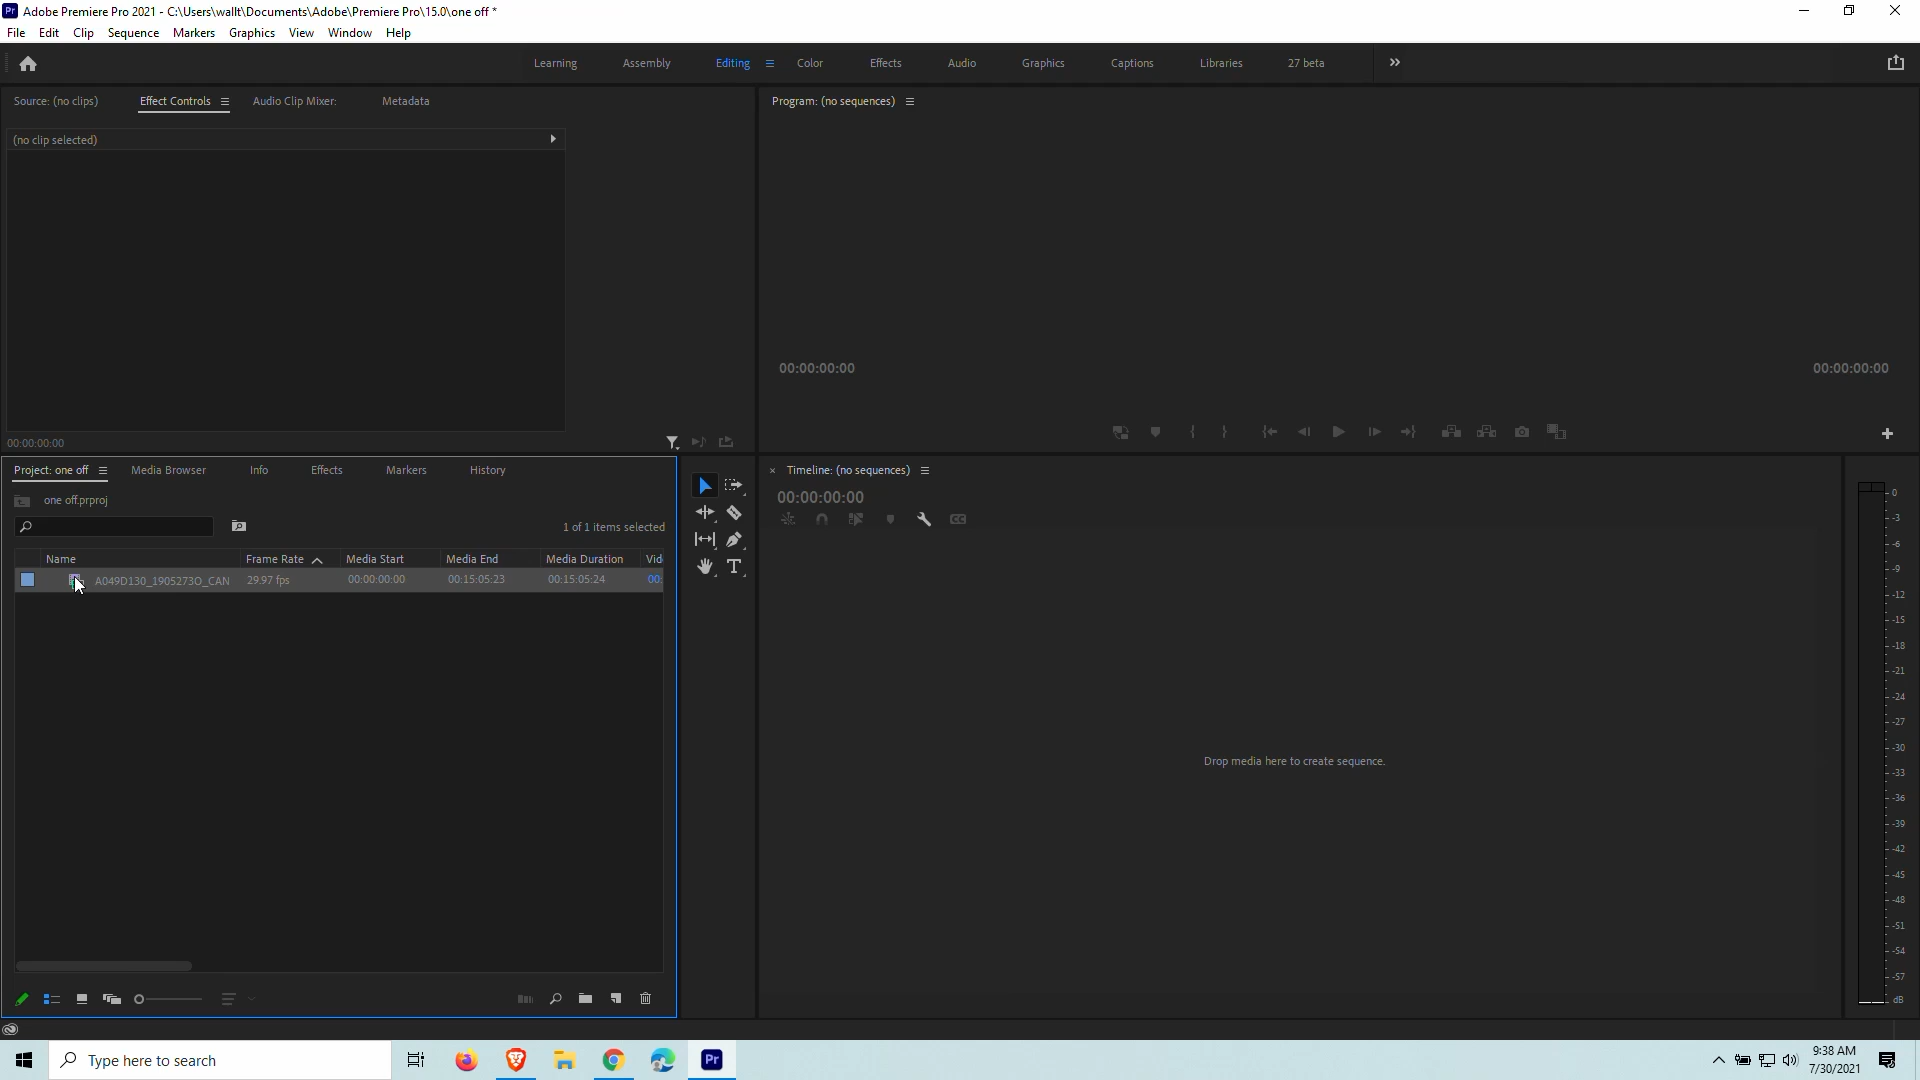 Pr Adobe Premiere Pro 2021 - C:\Users\wallt\Documents\Adobe\Premiere Pro\15.0\one off *
File Edit Clip Sequence Markers Graphics View Window Help
Learning Assembly Editing Color Effects Audio Graphics Captions Libraries 27 beta
Source: (no clips) Effect Controls Audio Clip Mixer: Metadata
Program: (no sequences)
(no clip selected)
00:00:00:00 00:00:00:00
00:00:00:00
Project: one off Media Browser Info Effects Markers History
Timeline: (no sequences)
one off.prproj
00:00:00:00
1 of 1 items selected
Name Frame Rate Media Start Media End Media Duration Vid
A049D130_1905273O_CAN 29.97 fps 00:00:00:00 00:15:05:23 00:15:05:24 00:
Drop media here to create sequence.
0
-3
-6
-9
-12
-15
-18
-21
-24
-27
-30
-33
-36
-39
-42
-45
-48
-51
-54
-57
dB
Type here to search
Pr
9:38 AM
7/30/2021